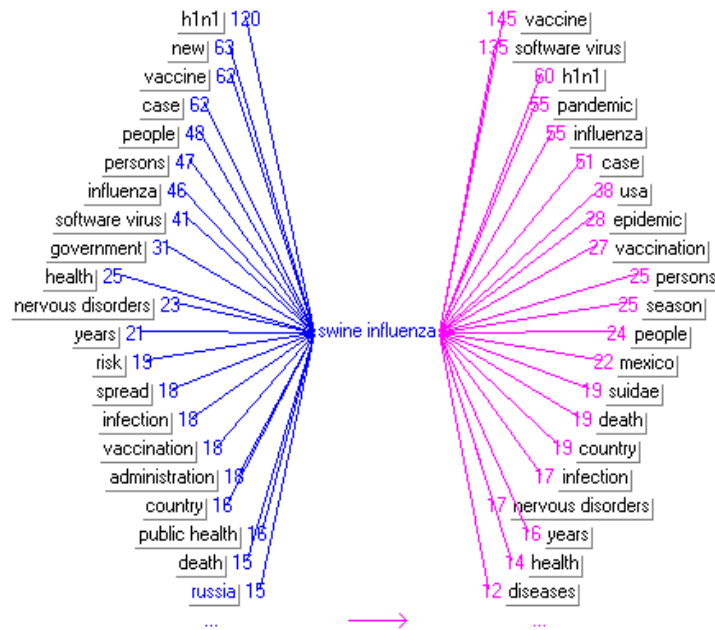 h1n1 120
new 63
vaccine 62
case 62
people 48
persons 47
influenza 46
software virus 41
government 31
health 25
nervous disorders 23
years 21
risk 19
spread 18
infection 18
vaccination 18
administration 18
country 16
public health 16
death 15
russia 15
...
swine influenza
145 vaccine
135 software virus
60 h1n1
55 pandemic
55 influenza
51 case
38 usa
28 epidemic
27 vaccination
25 persons
25 season
24 people
22 mexico
19 suidae
19 death
19 country
17 infection
17 nervous disorders
16 years
14 health
12 diseases
...